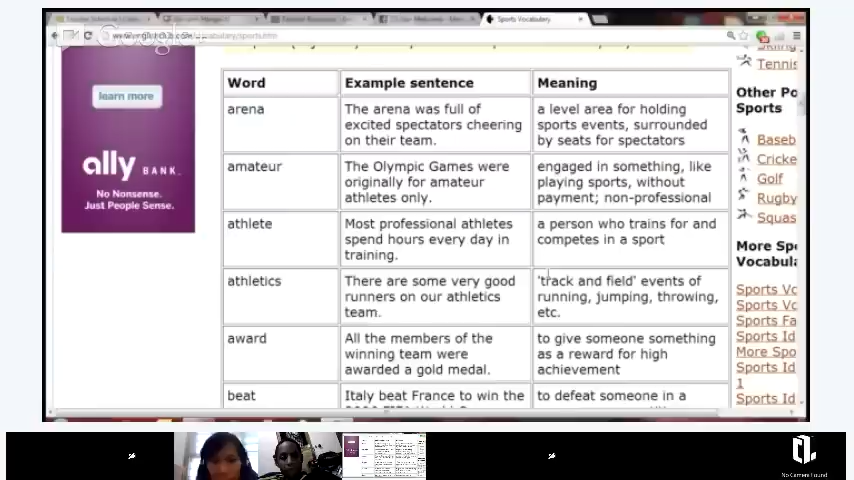 Sports Vocabulary
Google+
learn more
ally BANK
No Nonsense.
Just People Sense.
Word Example sentence Meaning
arena
The arena was full of
excited spectators cheering
on their team.
a level area for holding
sports events, surrounded
by seats for spectators
amateur
The Olympic Games were
originally for amateur
athletes only.
engaged in something, like
playing sports, without
payment; non-professional
athlete
Most professional athletes
spend hours every day in
training.
a person who trains for and
competes in a sport
athletics
There are some very good
runners on our athletics
team.
'track and field' events of
running, jumping, throwing,
etc.
award
All the members of the
winning team were
awarded a gold medal.
to give someone something
as a reward for high
achievement
beat
Italy beat France to win the
to defeat someone in a
Skiing
Tennis
Other Po
Sports
Baseb
Cricke
Golf
Rugby
Squas
More Spo
Vocabula
Sports Vo
Sports Vo
Sports Fa
Sports Id
More Spo
Sports Id
1
Sports Id
No Camera Found